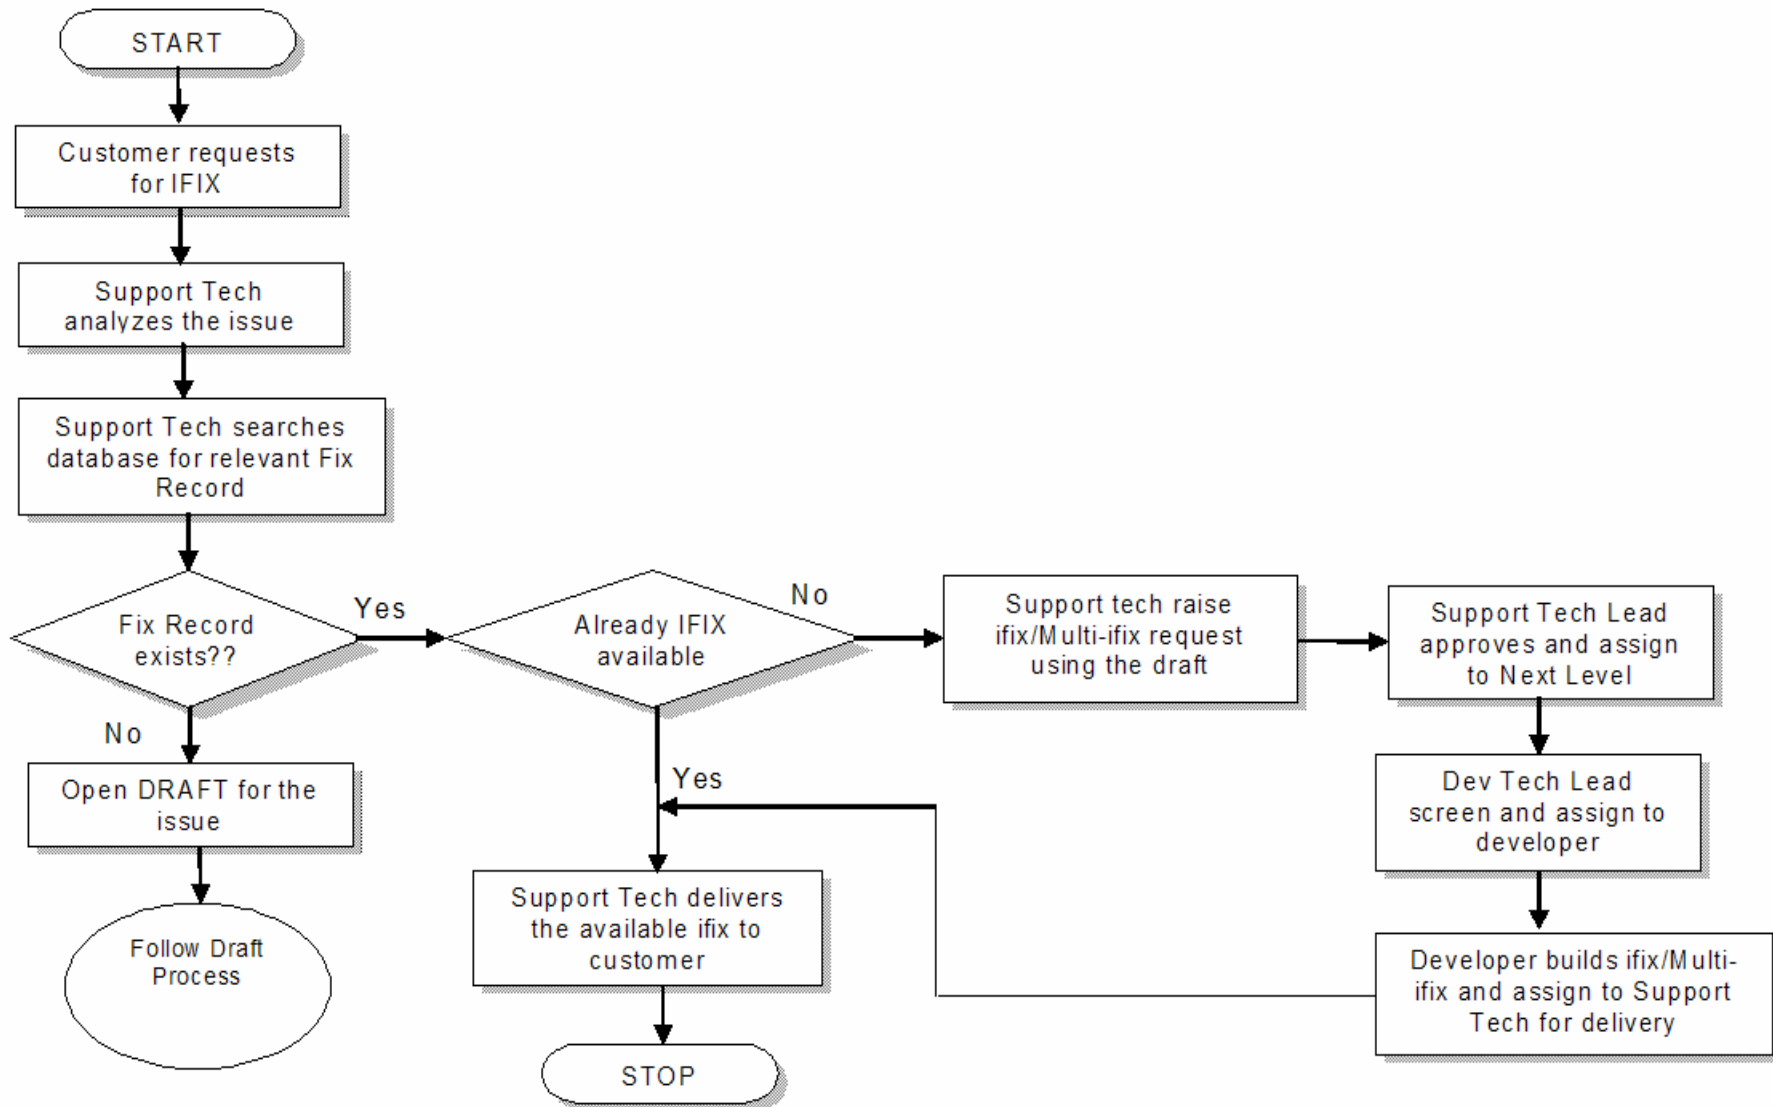 START
Customer requests
for IFIX
Support Tech
analyzes the issue
Support Tech searches
database for relevant Fix
Record
Fix Record
exists??
Yes
No
Open DRAFT for the
issue
Follow Draft
Process
Already IFIX
available
No
Yes
Support Tech delivers
the available ifix to
customer
STOP
Support tech raise
ifix/Multi-ifix request
using the draft
Support Tech Lead
approves and assign
to Next Level
Dev Tech Lead
screen and assign to
developer
Developer builds ifix/Multi-
ifix and assign to Support
Tech for delivery